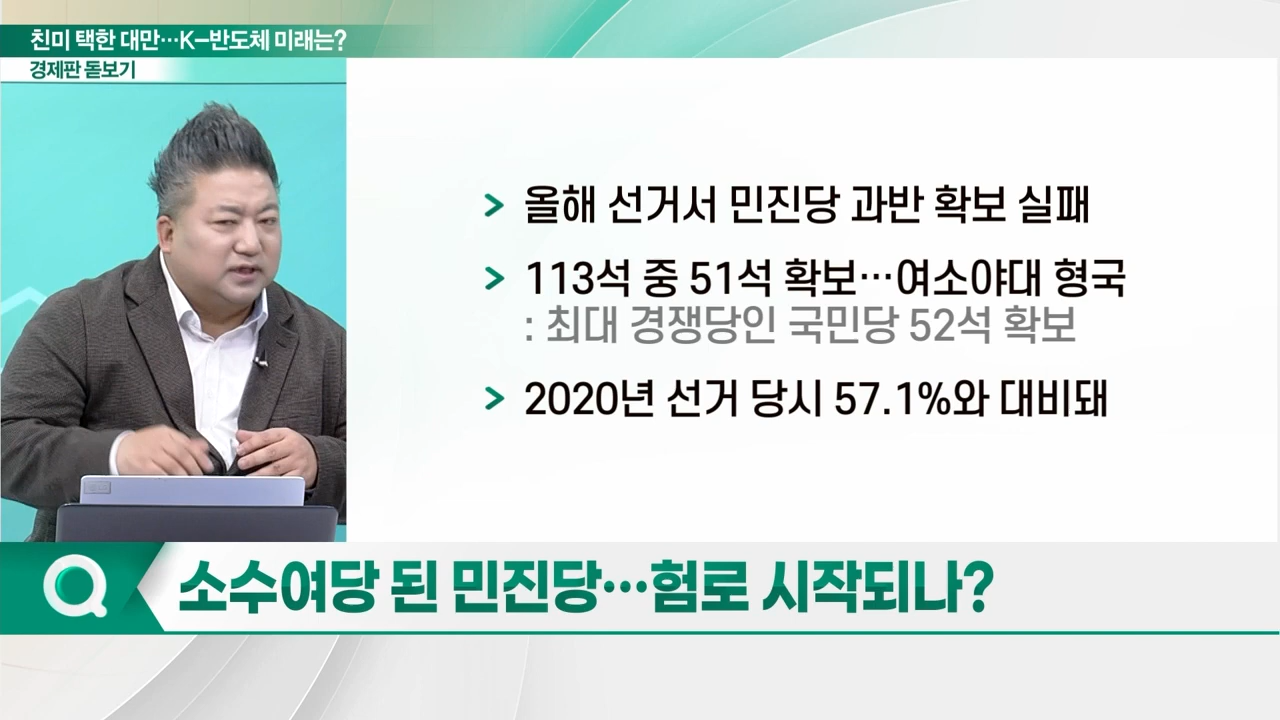 친미 택한 대만…K-반도체 미래는?
경제판 돋보기
> 올해 선거서 민진당 과반 확보 실패
> 113석 중 51석 확보…여소야대 형국
: 최대 경쟁당인 국민당 52석 확보
> 2020년 선거 당시 57.1%와 대비돼
소수여당 된 민진당…험로 시작되나?